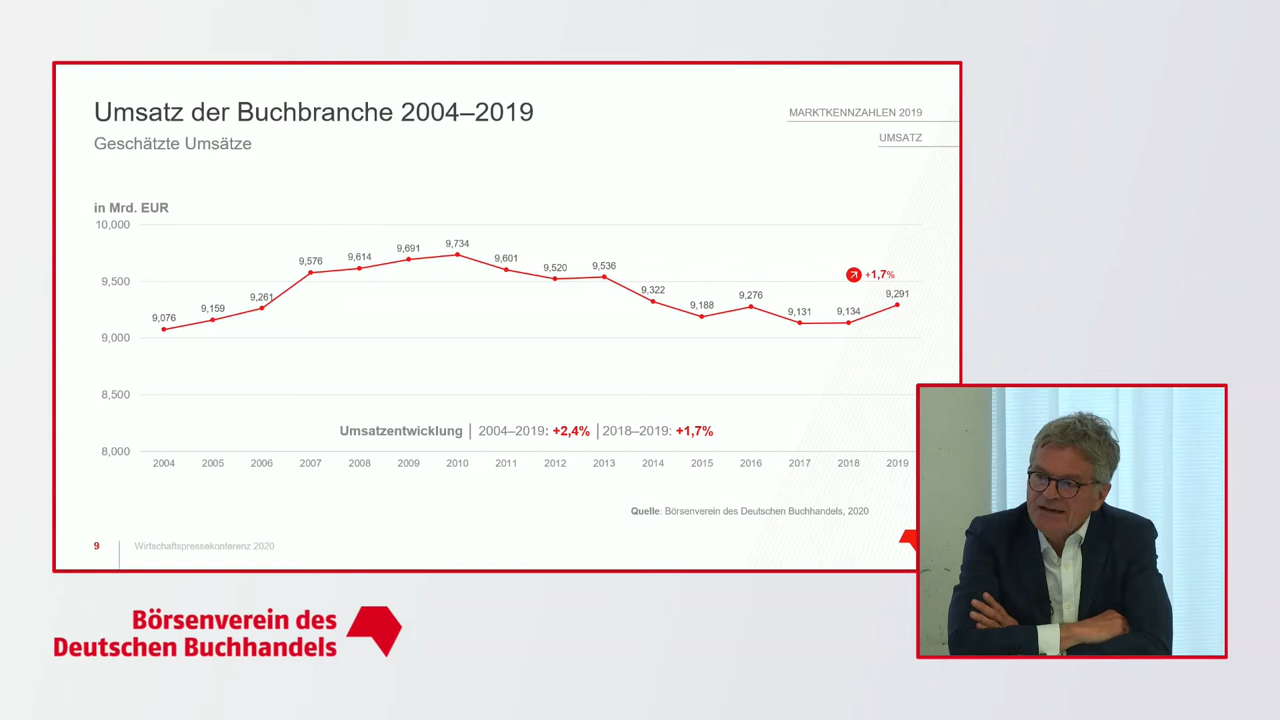 Umsatz der Buchbranche 2004–2019
Geschätzte Umsätze
MARKTKENNZAHLEN 2019
UMSATZ
in Mrd. EUR
10,000
9,500
9,000
8,500
8,000
9,076
9,159
9,261
9,576
9,614
9,691
9,734
9,601
9,520
9,536
9,322
9,188
9,276
9,131
9,134
9,291
+1,7%
Umsatzentwicklung | 2004–2019: +2,4% | 2018–2019: +1,7%
2004 2005 2006 2007 2008 2009 2010 2011 2012 2013 2014 2015 2016 2017 2018 2019
Quelle: Börsenverein des Deutschen Buchhandels, 2020
9 Wirtschaftspressekonferenz 2020
Börsenverein des
Deutschen Buchhandels